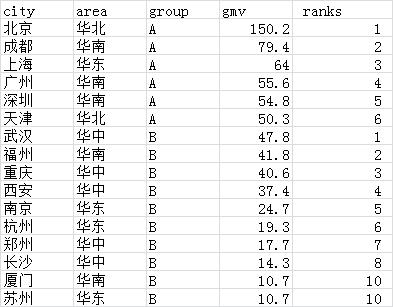 city area group gmv ranks
北京 华北 A 150.2 1
成都 华南 A 79.4 2
上海 华东 A 64 3
广州 华南 A 55.6 4
深圳 华南 A 54.8 5
天津 华北 A 50.3 6
武汉 华中 B 47.8 1
福州 华南 B 41.8 2
重庆 华中 B 40.6 3
西安 华中 B 37.4 4
南京 华东 B 24.7 5
杭州 华东 B 19.3 6
郑州 华中 B 17.7 7
长沙 华中 B 14.3 8
厦门 华南 B 10.7 10
苏州 华东 B 10.7 10